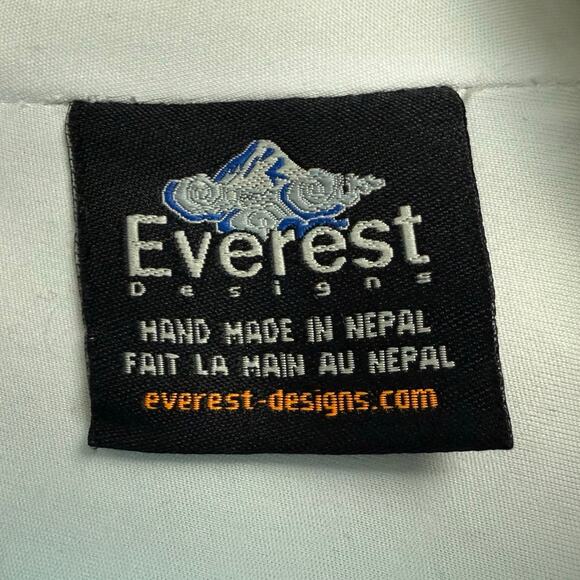 Everest
Designs
HAND MADE IN NEPAL
FAIT LA MAIN AU NEPAL
everest-designs.com